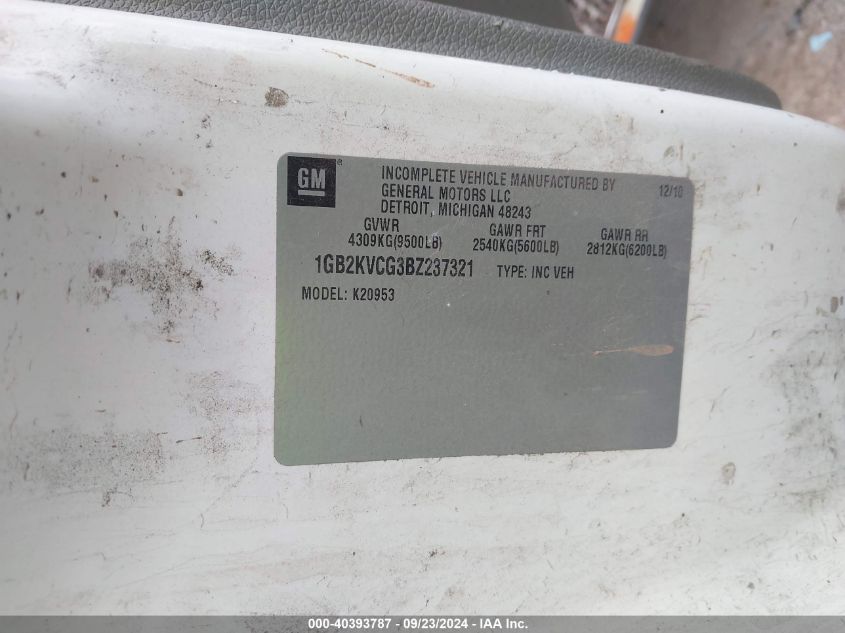 GM ® INCOMPLETE VEHICLE MANUFACTURED BY 12/10
GENERAL MOTORS LLC
DETROIT, MICHIGAN 48243
GVWR GAWR FRT GAWR RR
4309KG(9500LB) 2540KG(5600LB) 2812KG(6200LB)
1GB2KVCG3BZ237321 TYPE: INC VEH
MODEL: K20953
000-40393787 - 09/23/2024 - IAA Inc.